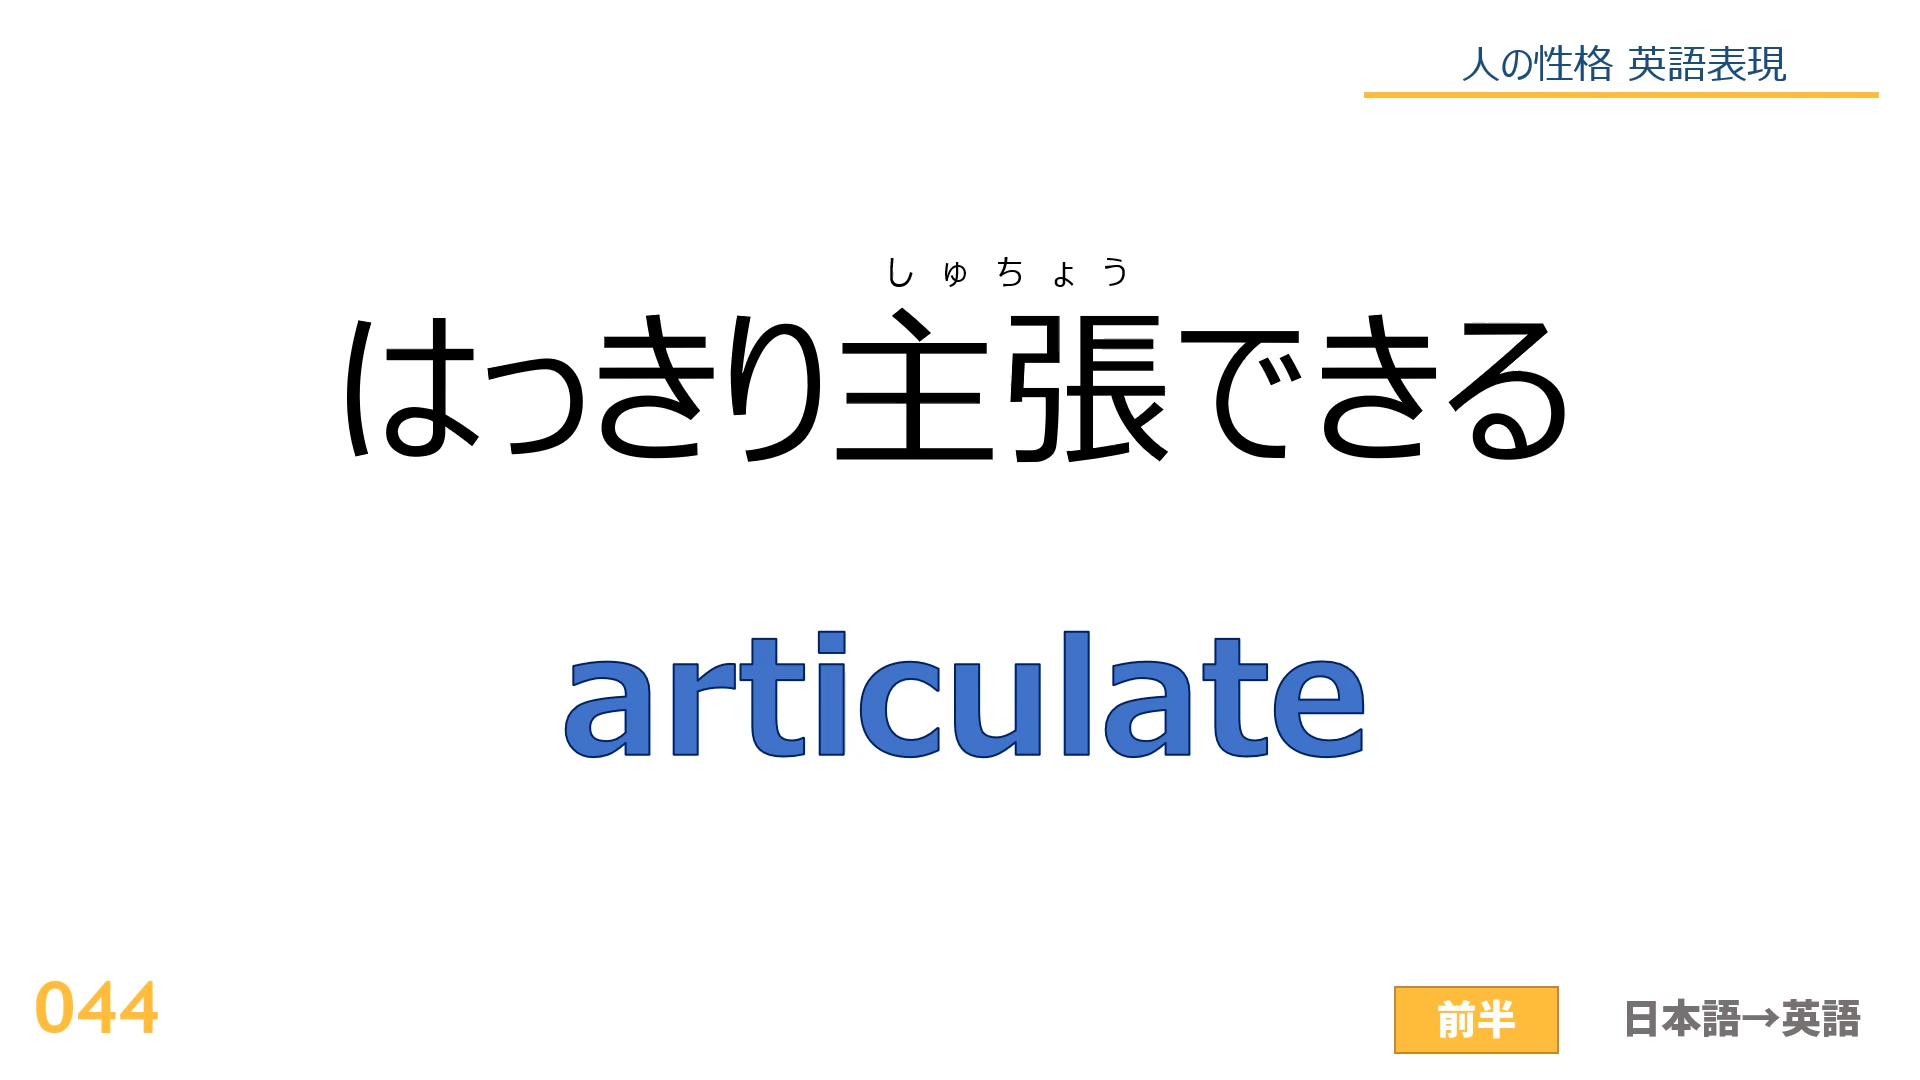 人の性格 英語表現
しゅちょう
はっきり主張できる
articulate
044
前半
日本語→英語